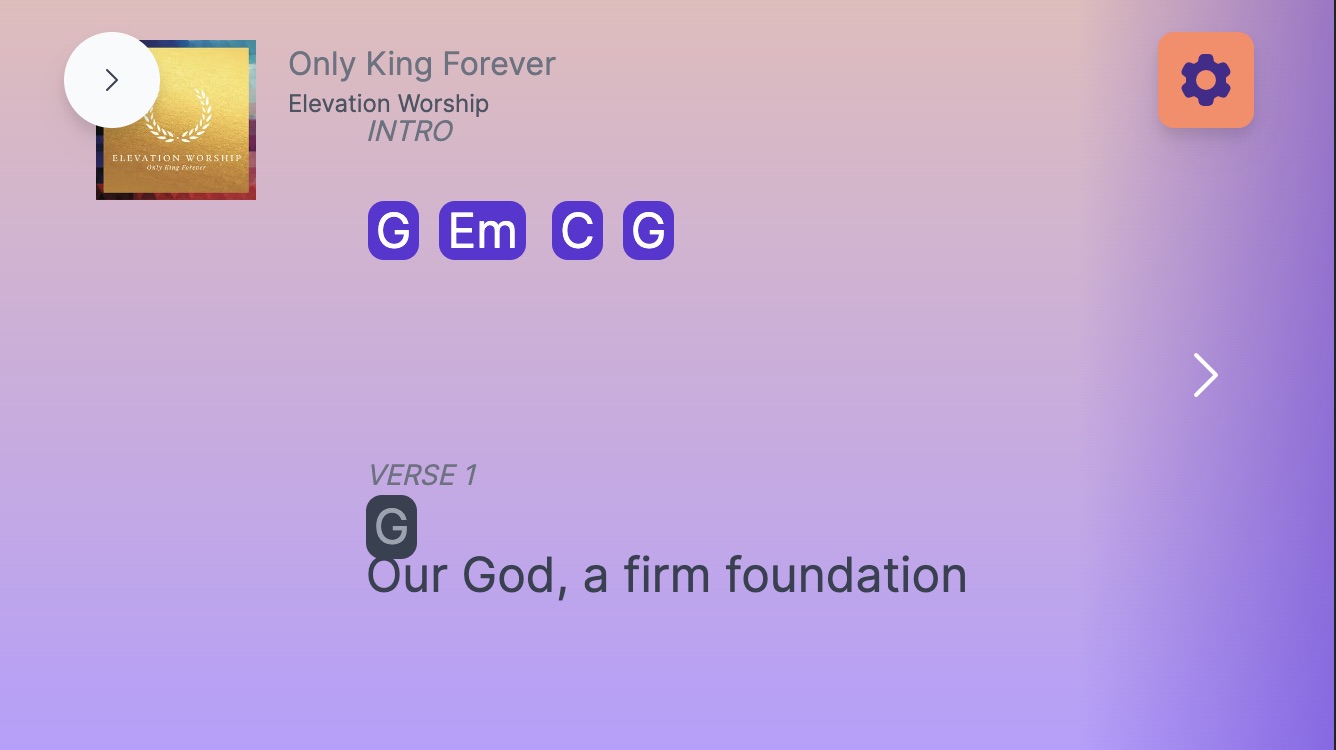 Only King Forever
Elevation Worship
ELEVATION WORSHIP
Only King Forever
INTRO
G Em C G
VERSE 1
G
Our God, a firm foundation